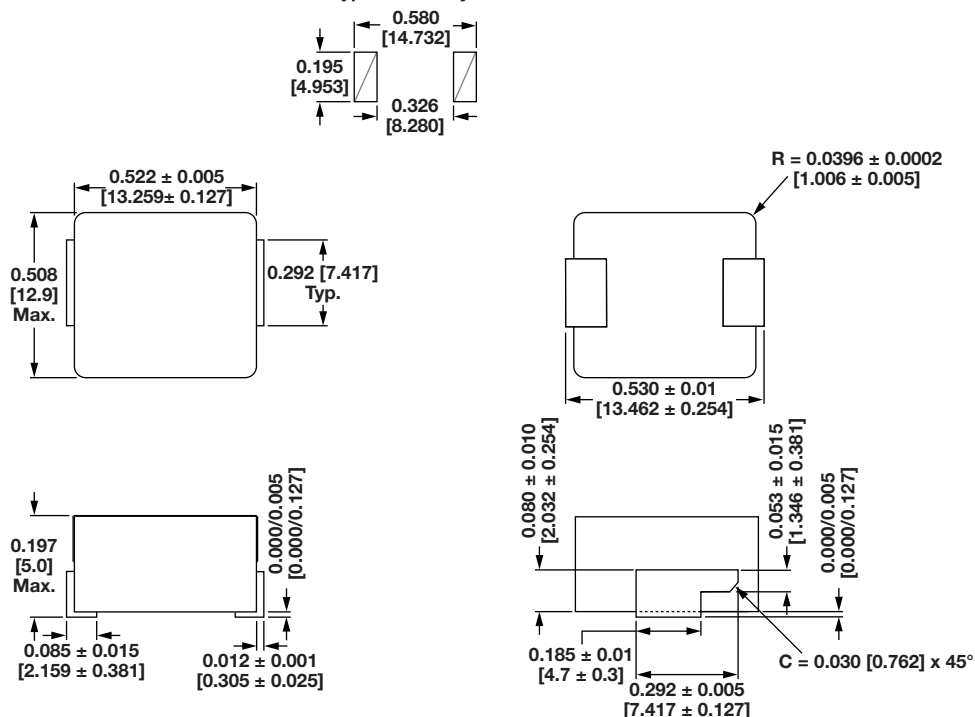 0.580
[14.732]
0.195
[4.953]
0.326
[8.280]
R = 0.0396 ± 0.0002
[1.006 ± 0.005]
0.522 ± 0.005
[13.259± 0.127]
0.508
[12.9]
Max.
0.292 [7.417]
Typ.
0.530 ± 0.01
[13.462 ± 0.254]
0.197
[5.0]
Max.
0.000/0.005
[0.000/0.127]
0.085 ± 0.015
[2.159 ± 0.381]
0.012 ± 0.001
[0.305 ± 0.025]
0.080 ± 0.010
[2.032 ± 0.254]
0.053 ± 0.015
[1.346 ± 0.381]
0.000/0.005
[0.000/0.127]
0.185 ± 0.01
[4.7 ± 0.3]
0.292 ± 0.005
[7.417 ± 0.127]
C = 0.030 [0.762] x 45°